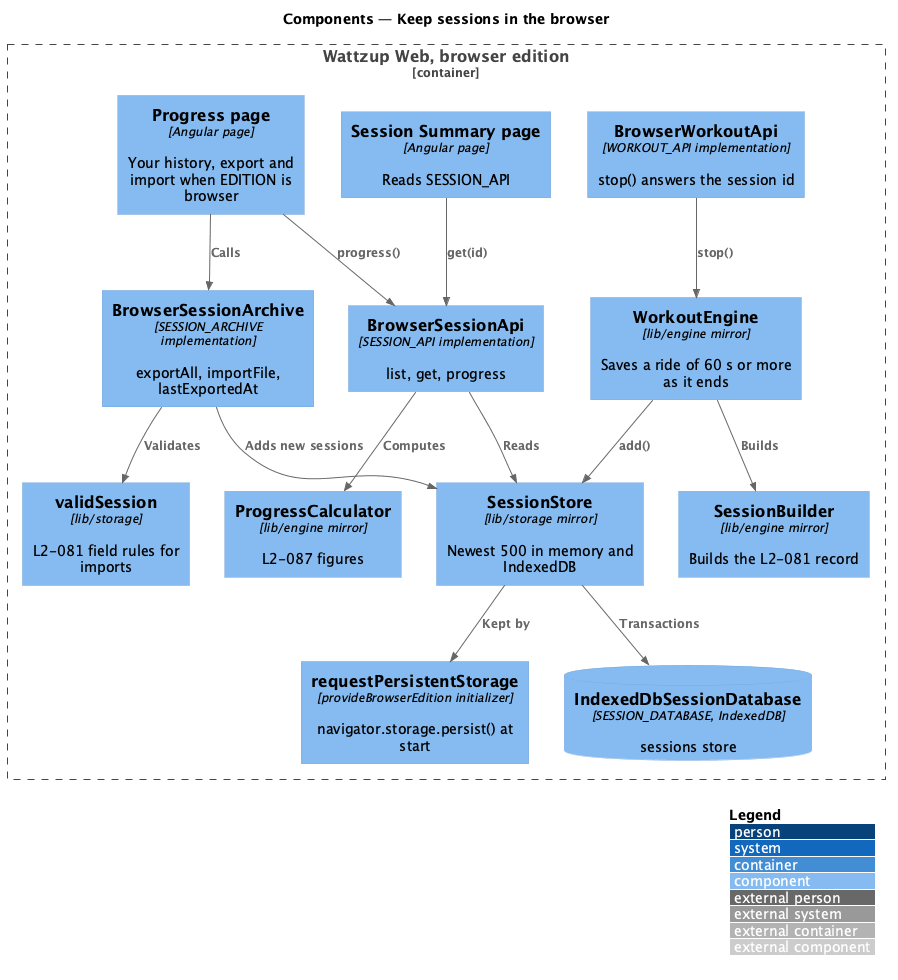 Components — Keep sessions in the browser
Wattzup Web, browser edition
[container]
Progress page
[Angular page]
Your history, export and
import when EDITION is
browser
Session Summary page
[Angular page]
Reads SESSION_API
BrowserWorkoutApi
[WORKOUT_API implementation]
stop() answers the session id
Calls
progress()
get(id)
stop()
BrowserSessionArchive
[SESSION_ARCHIVE
implementation]
exportAll, importFile,
lastExportedAt
BrowserSessionApi
[SESSION_API implementation]
list, get, progress
WorkoutEngine
[lib/engine mirror]
Saves a ride of 60 s or more
as it ends
Validates
Adds new sessions
Computes
Reads
add()
Builds
validSession
[lib/storage]
L2-081 field rules for
imports
ProgressCalculator
[lib/engine mirror]
L2-087 figures
SessionStore
[lib/storage mirror]
Newest 500 in memory and
IndexedDB
SessionBuilder
[lib/engine mirror]
Builds the L2-081 record
Kept by
Transactions
requestPersistentStorage
[provideBrowserEdition initializer]
navigator.storage.persist() at
start
IndexedDbSessionDatabase
[SESSION_DATABASE, IndexedDB]
sessions store
Legend
person
system
container
component
external person
external system
external container
external component